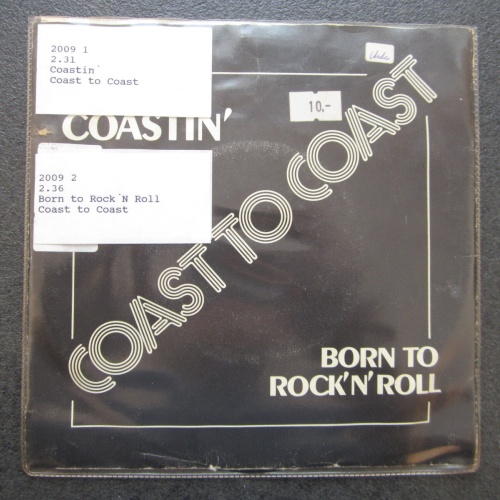 2009 1
2.31
Coastin'
Coast to Coast
10.-
COASTIN'
2009 2
2.36
Born to Rock'N Roll
Coast to Coast
COAST TO COAST
BORN TO
ROCK'N'ROLL